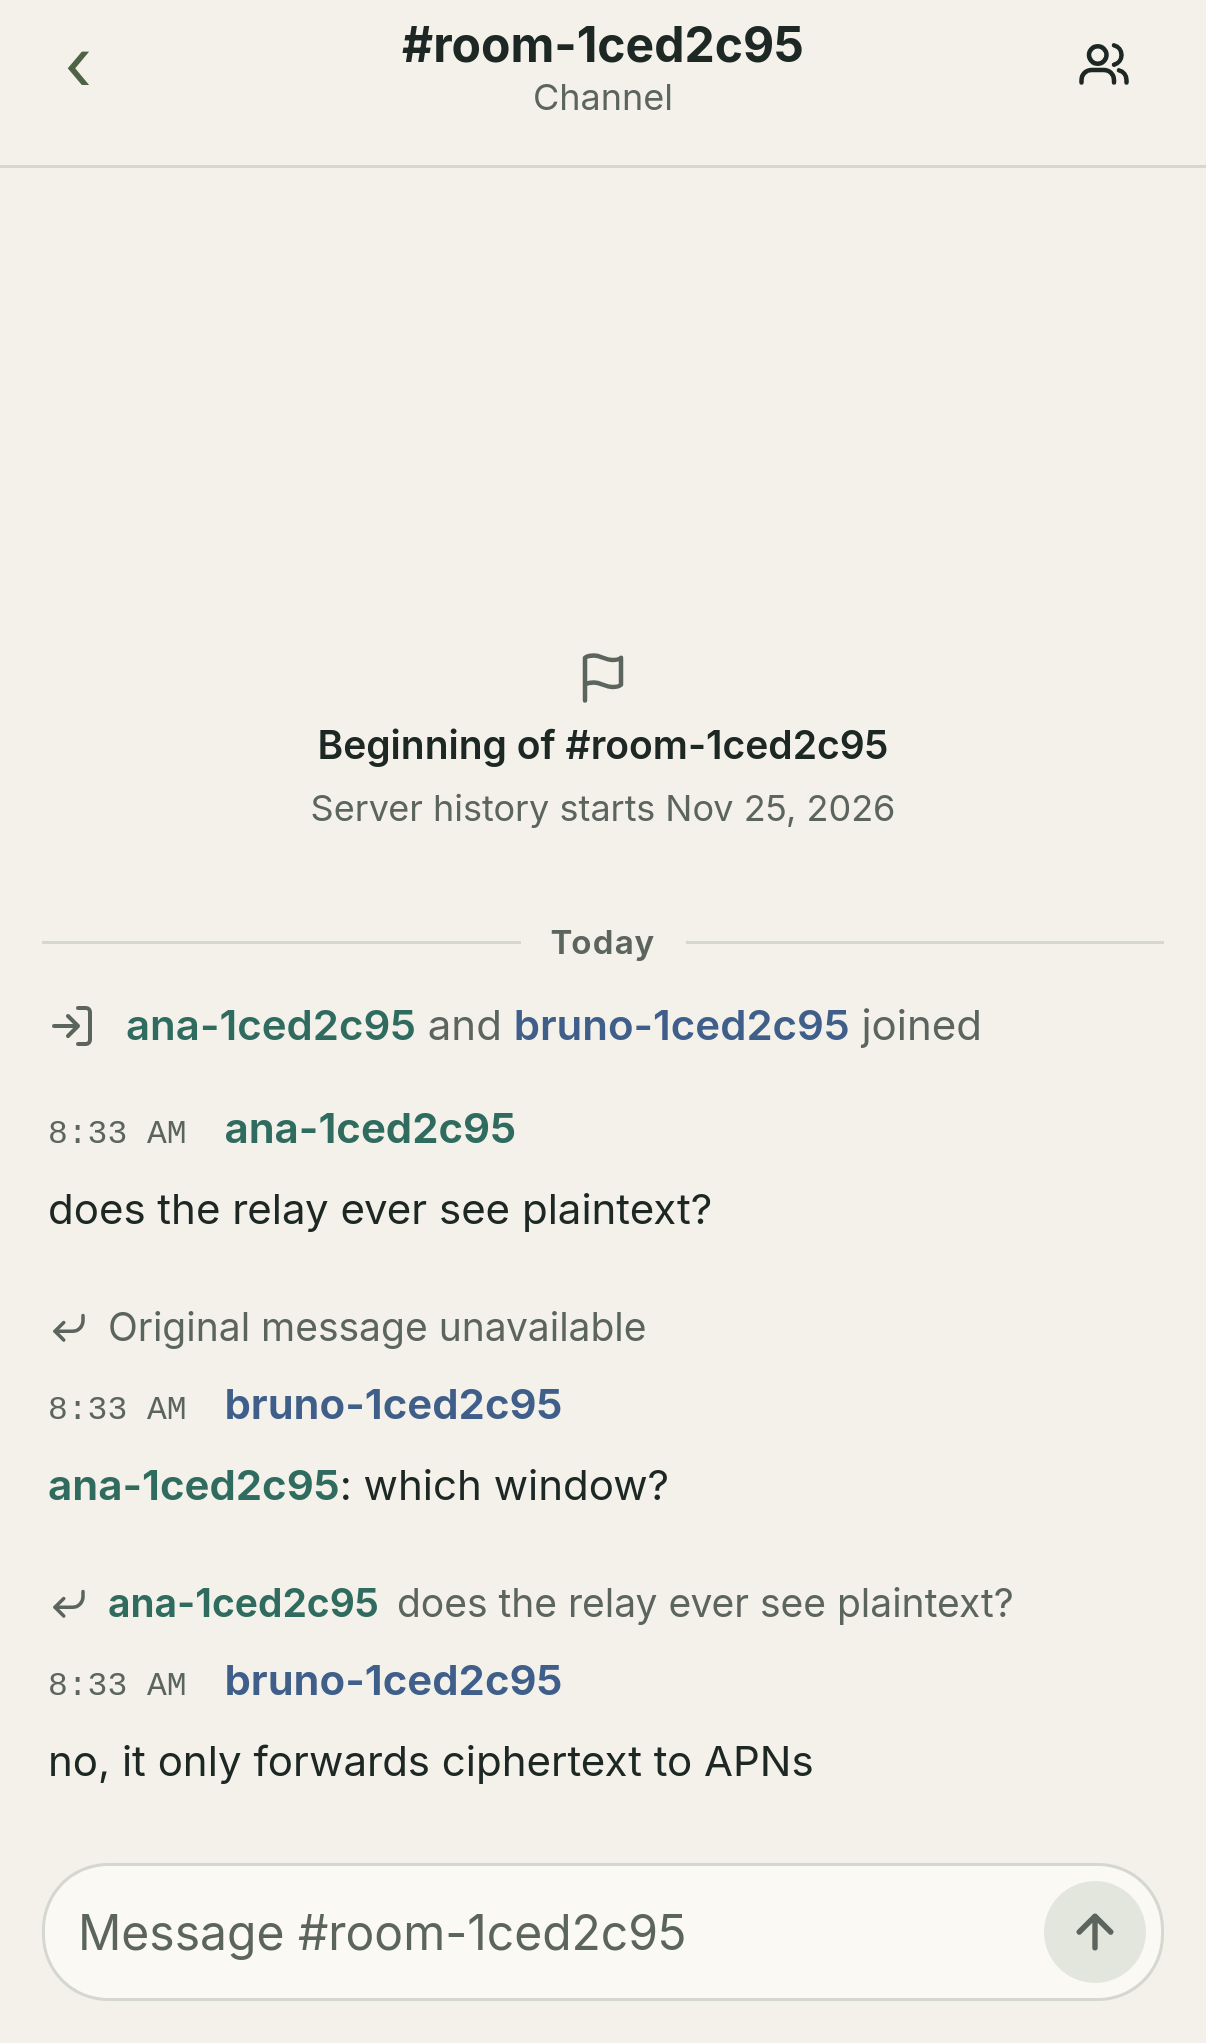 #room-1ced2c95
Channel
Beginning of #room-1ced2c95
Server history starts Nov 25, 2026
Today
ana-1ced2c95 and bruno-1ced2c95 joined
8:33 AM ana-1ced2c95
does the relay ever see plaintext?
Original message unavailable
8:33 AM bruno-1ced2c95
ana-1ced2c95: which window?
ana-1ced2c95 does the relay ever see plaintext?
8:33 AM bruno-1ced2c95
no, it only forwards ciphertext to APNs
Message #room-1ced2c95